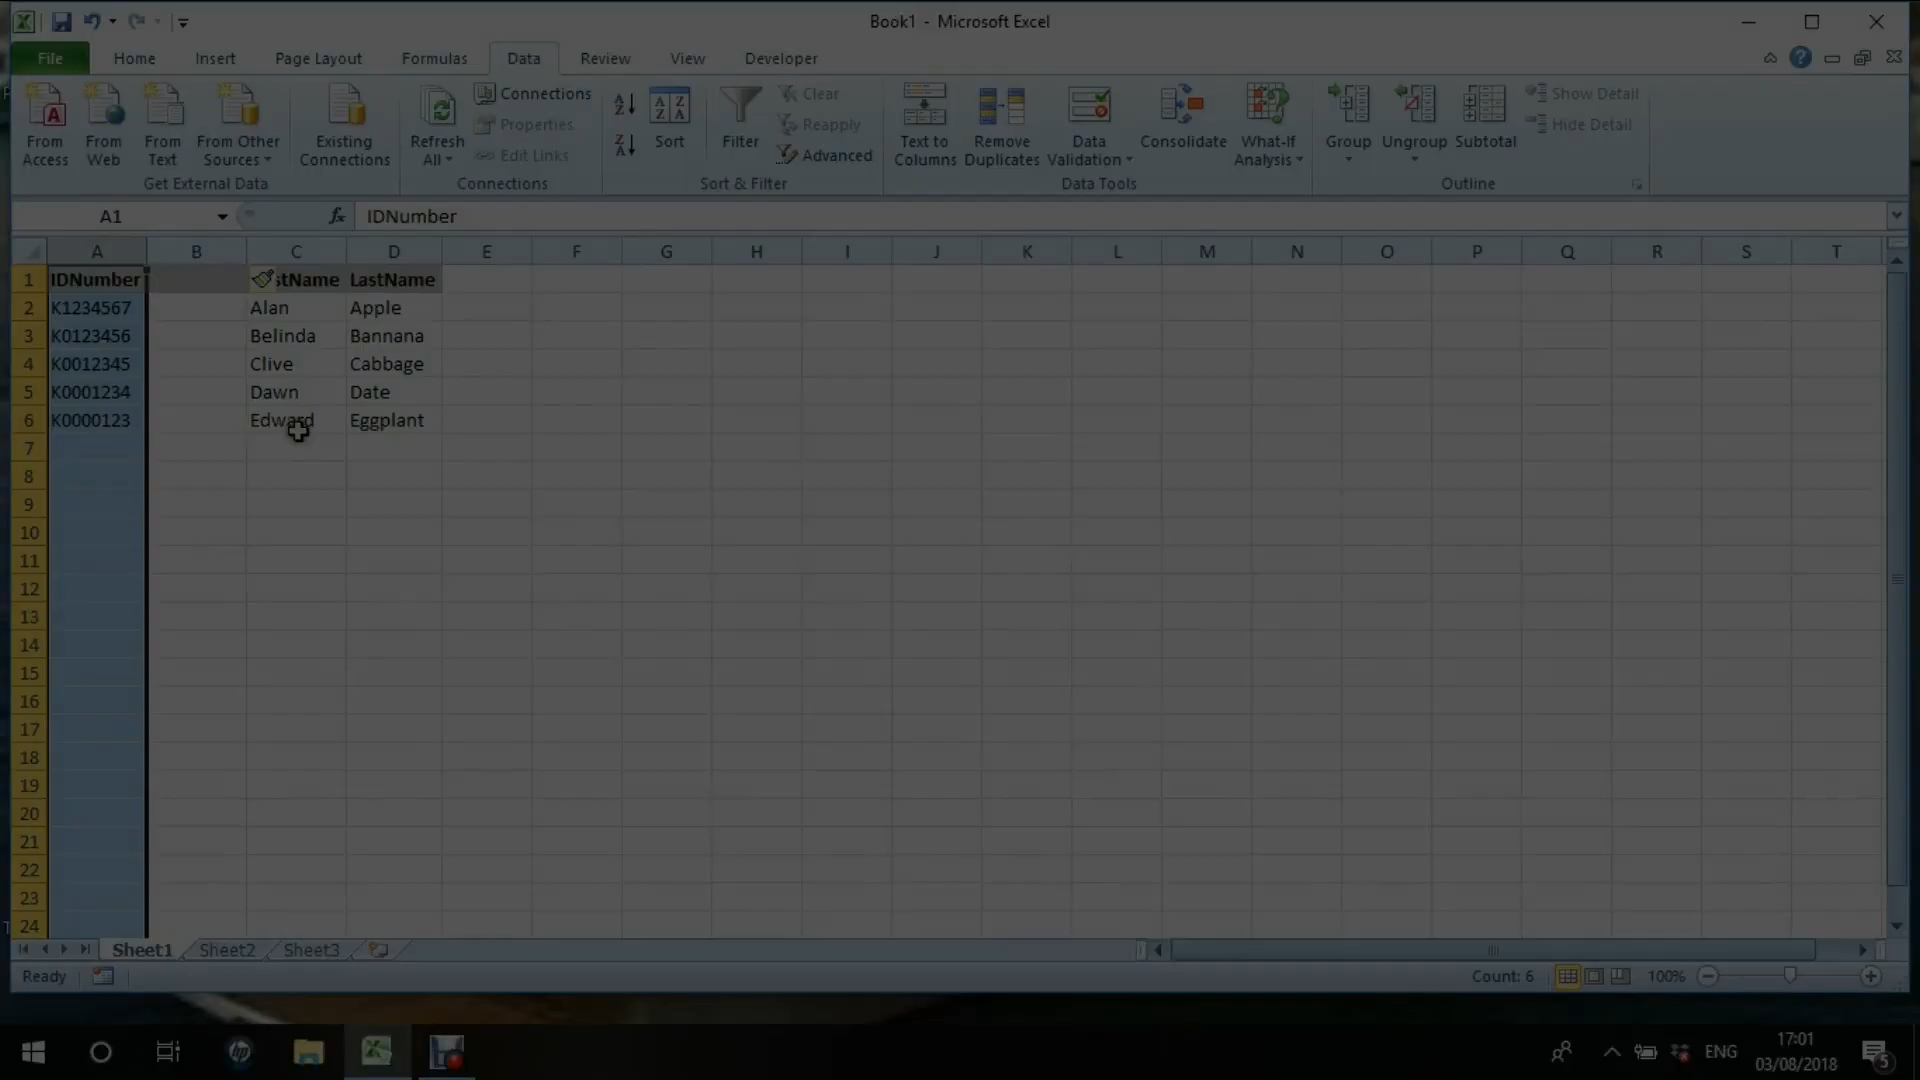 Book1 - Microsoft Excel
File Home Insert Page Layout Formulas Data Review View Developer
From Access
From Web
From Text
From Other Sources
Get External Data
Existing Connections
Refresh All
Connections
Properties
Edit Links
Connections
Sort
Filter
Clear
Reapply
Advanced
Sort & Filter
Text to Columns
Remove Duplicates
Data Validation
Consolidate
What-If Analysis
Data Tools
Group
Ungroup
Subtotal
Show Detail
Hide Detail
Outline
A1 fx IDNumber
A B C D E F G H I J K L M N O P Q R S T
1 IDNumber stName LastName
2 K1234567 Alan Apple
3 K0123456 Belinda Bannana
4 K0012345 Clive Cabbage
5 K0001234 Dawn Date
6 K0000123 Edward Eggplant
7
8
9
10
11
12
13
14
15
16
17
18
19
20
21
22
23
24
Sheet1 Sheet2 Sheet3
Ready Count: 6 100%
ENG 17:01
03/08/2018 5